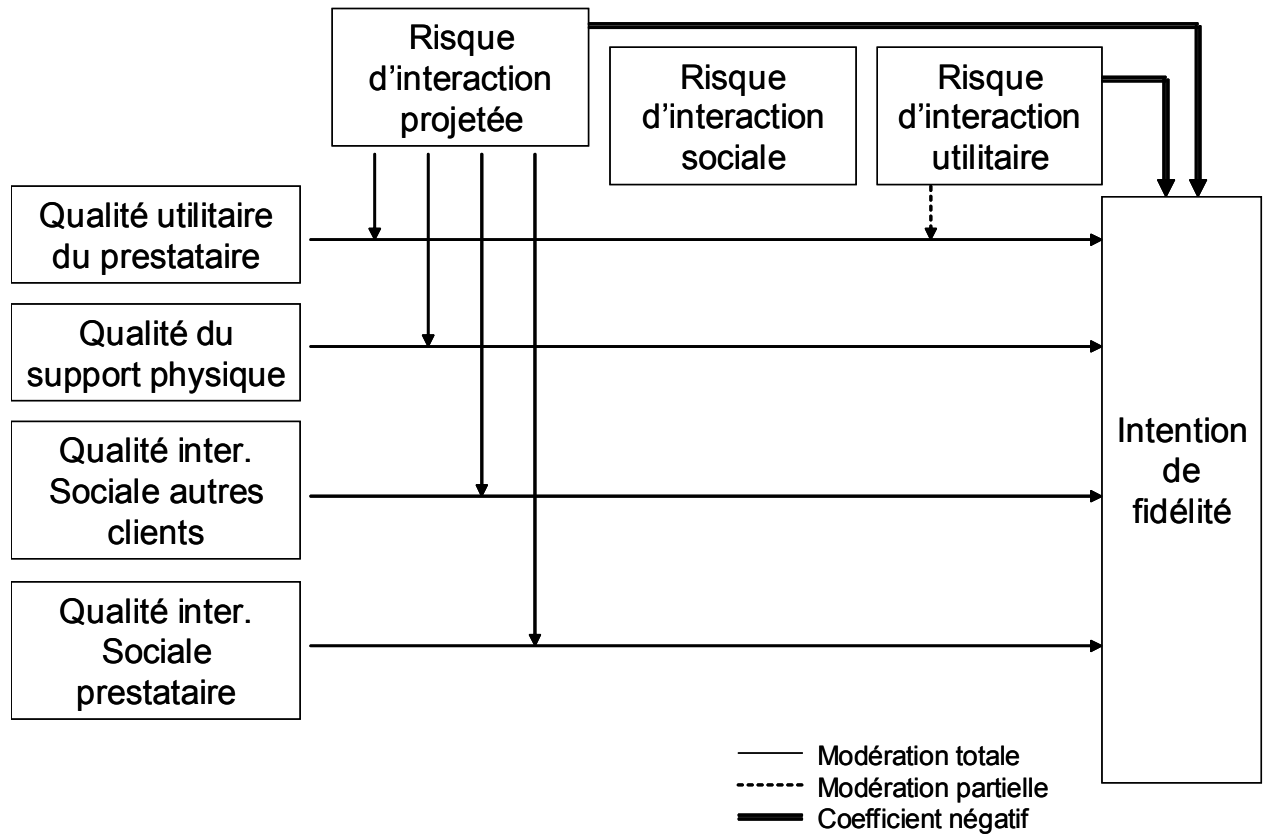 Risque
d'interaction
projetée
Risque
d'interaction
sociale
Risque
d'interaction
utilitaire
Qualité utilitaire
du prestataire
Qualité du
support physique
Qualité inter.
Sociale autres
clients
Qualité inter.
Sociale
prestataire
Intention
de
fidélité
Modération totale
Modération partielle
Coefficient négatif